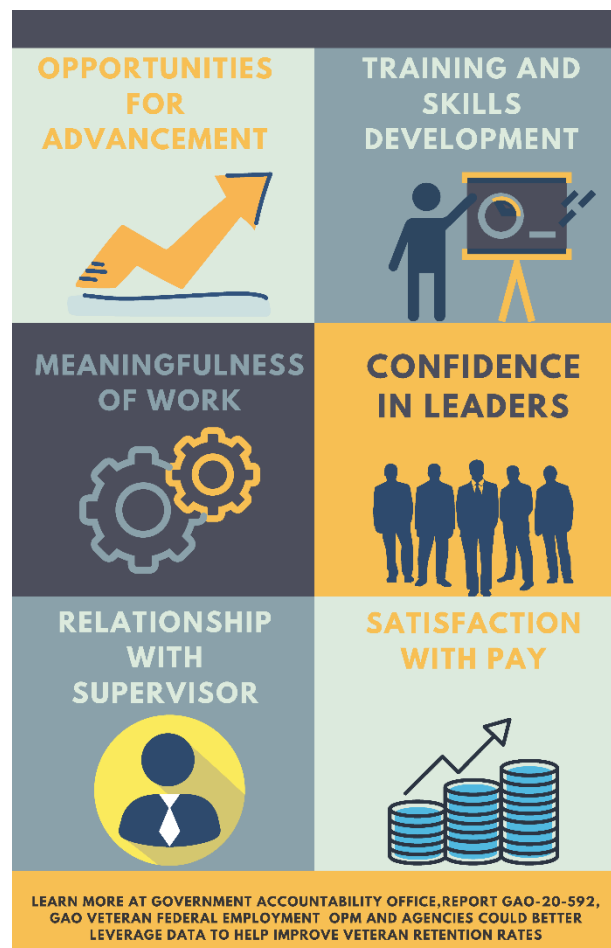 OPPORTUNITIES
FOR
ADVANCEMENT
TRAINING AND
SKILLS
DEVELOPMENT
MEANINGFULNESS
OF WORK
CONFIDENCE
IN LEADERS
RELATIONSHIP
WITH
SUPERVISOR
SATISFACTION
WITH PAY
LEARN MORE AT GOVERNMENT ACCOUNTABILITY OFFICE,REPORT GAO-20-592,
GAO VETERAN FEDERAL EMPLOYMENT OPM AND AGENCIES COULD BETTER
LEVERAGE DATA TO HELP IMPROVE VETERAN RETENTION RATES